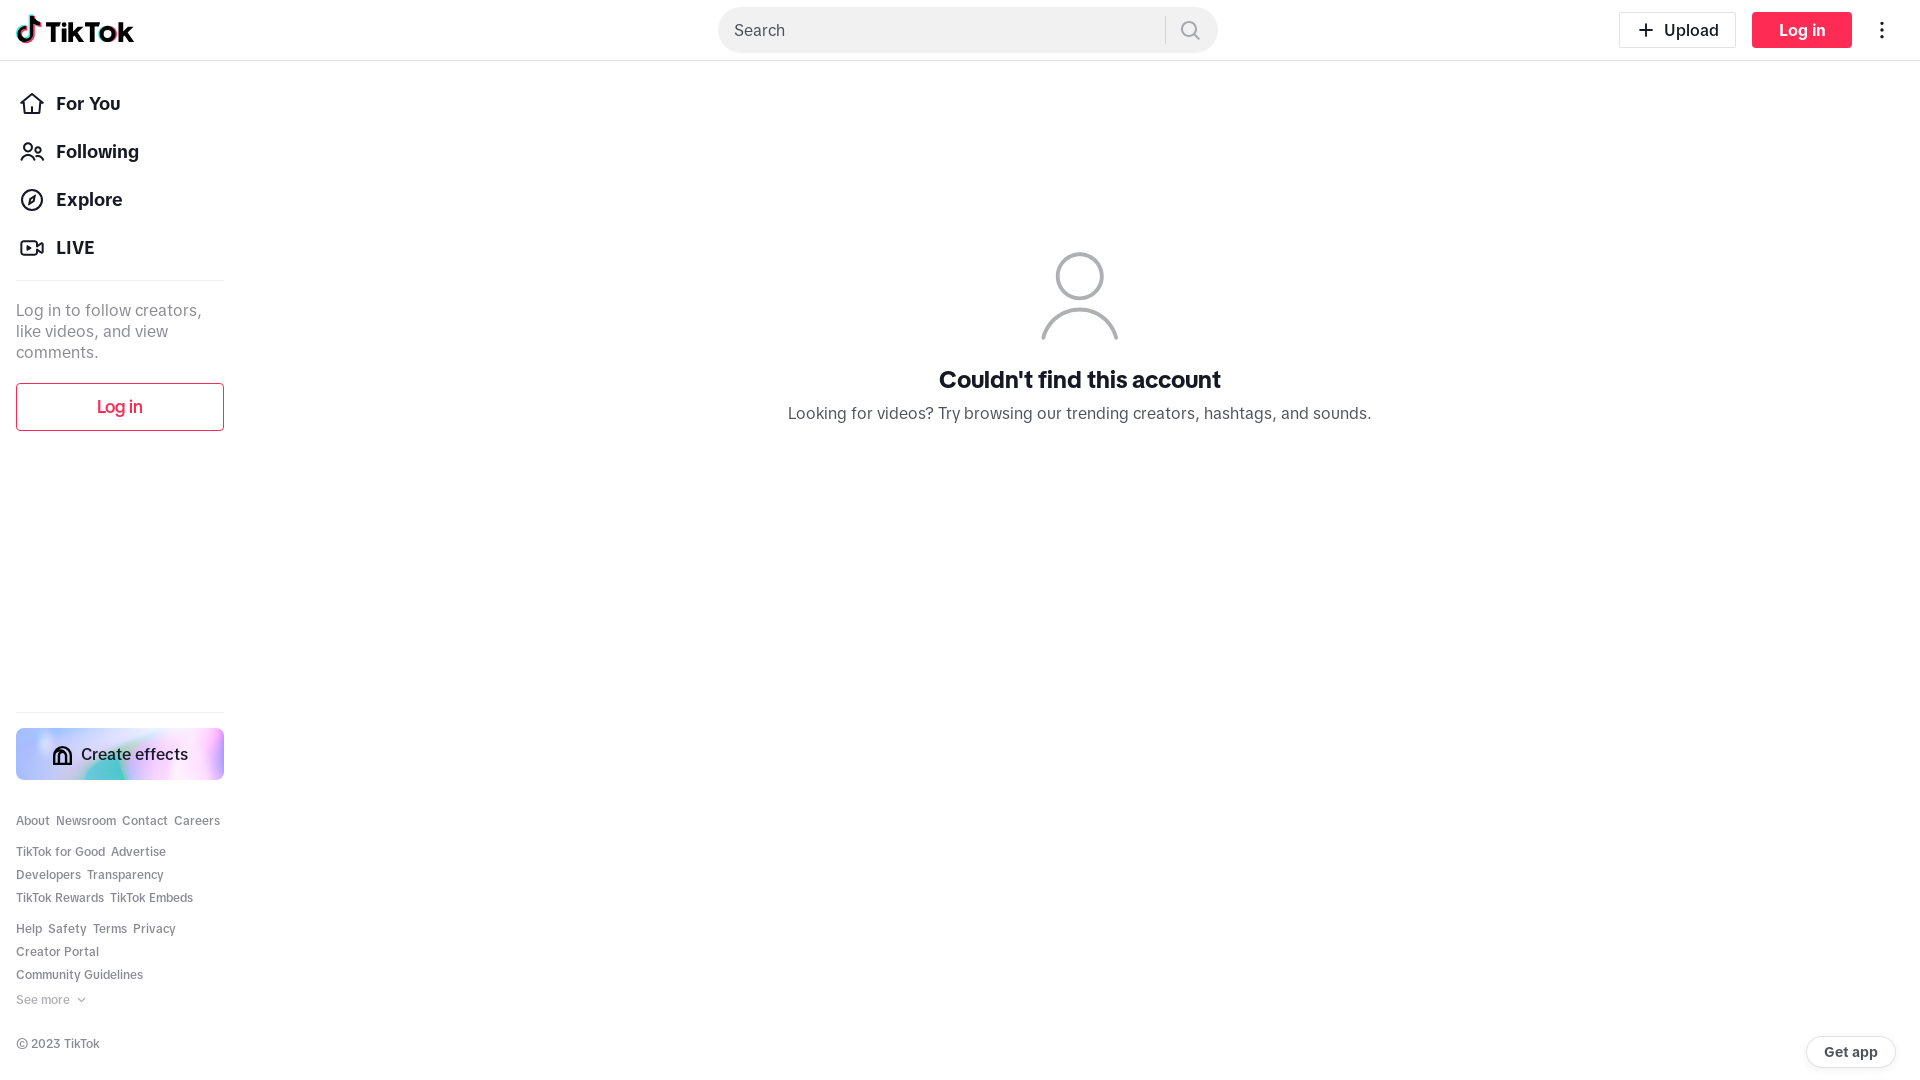 TikTok
Search
Upload
Log in
For You
Following
Explore
LIVE
Log in to follow creators,
like videos, and view
comments.
Log in
Couldn't find this account
Looking for videos? Try browsing our trending creators, hashtags, and sounds.
Create effects
About Newsroom Contact Careers
TikTok for Good Advertise
Developers Transparency
TikTok Rewards TikTok Embeds
Help Safety Terms Privacy
Creator Portal
Community Guidelines
See more
© 2023 TikTok
Get app